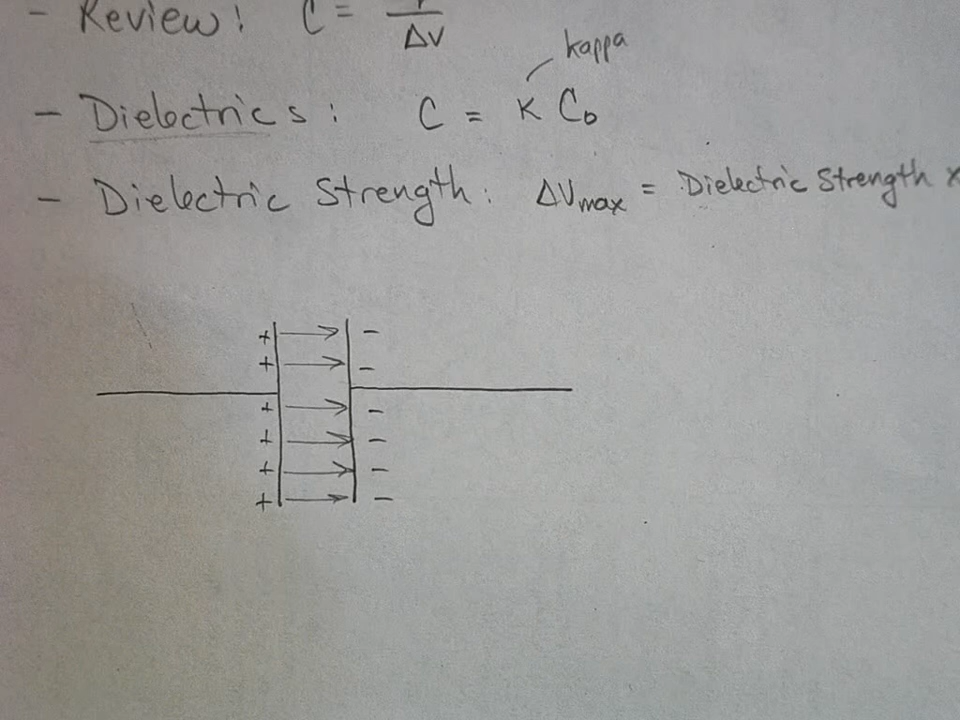 - Review! C = /ΔV
kappa
- Dielectrics : C = K C₀
- Dielectric Strength : ΔVmax = Dielectric Strength x
+ -
+ -
+ -
+ -
+ -
+ -